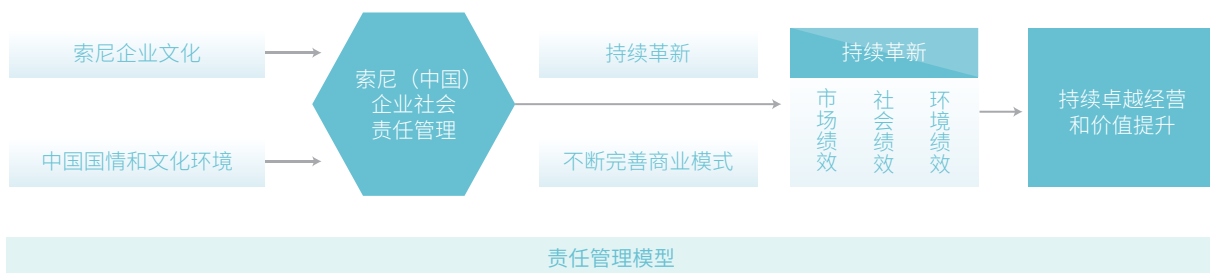 索尼企业文化
中国国情和文化环境
索尼（中国）
企业社会
责任管理
持续革新
不断完善商业模式
持续革新
市场绩效
社会绩效
环境绩效
持续卓越经营
和价值提升
责任管理模型